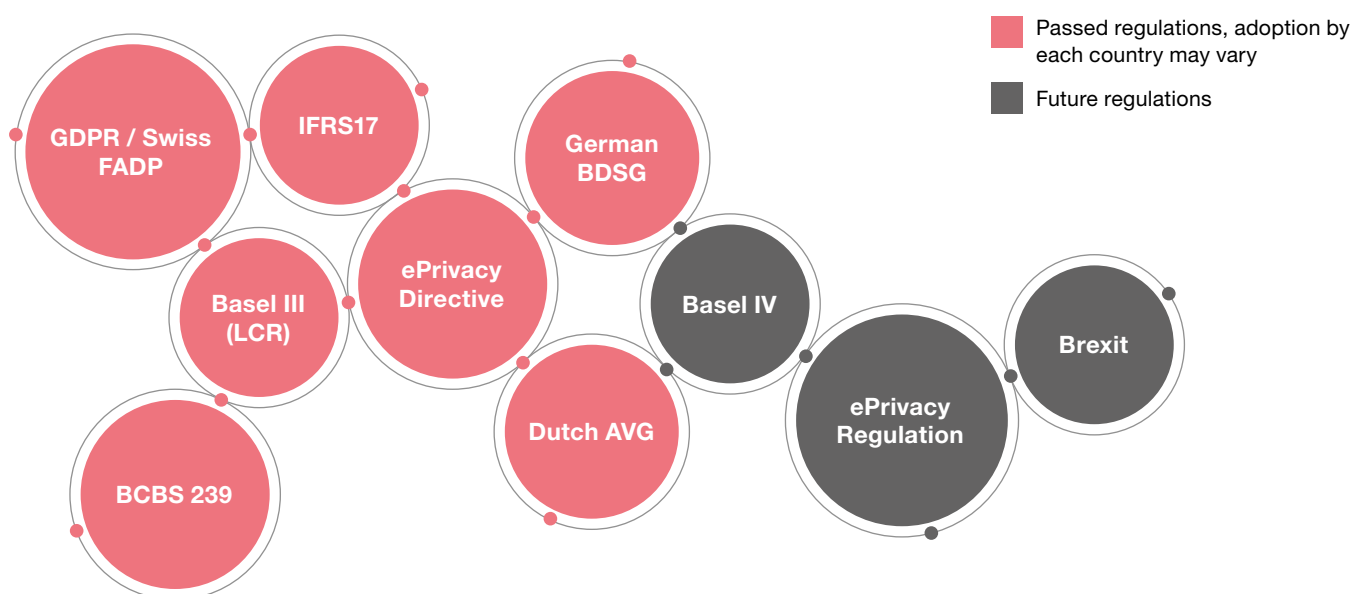 Passed regulations, adoption by
each country may vary
Future regulations
GDPR / Swiss
FADP
IFRS17
German
BDSG
Basel III
(LCR)
ePrivacy
Directive
Basel IV
Brexit
BCBS 239
Dutch AVG
ePrivacy
Regulation